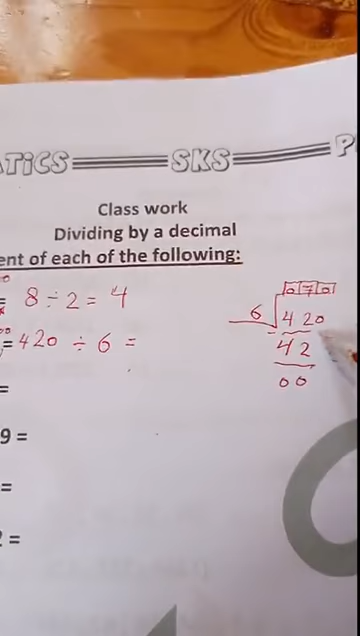 SKS
Class work
Dividing by a decimal
ent of each of the following:
= 8 ÷ 2 = 4
= 420 ÷ 6 =
=
9 =
=
=
070
6 420
- 42
00